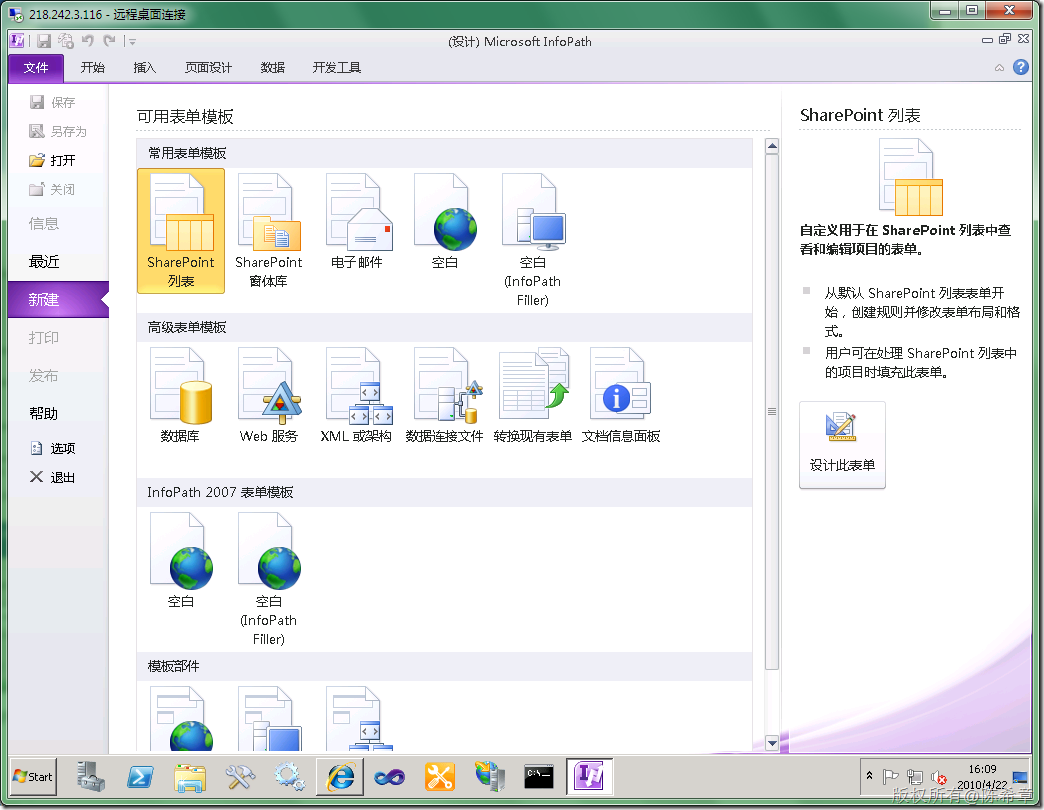 218.242.3.116 - 远程桌面连接
(设计) Microsoft InfoPath
文件 开始 插入 页面设计 数据 开发工具
保存
另存为
打开
关闭
信息
最近
新建
打印
发布
帮助
选项
退出
可用表单模板
常用表单模板
SharePoint
列表
SharePoint
窗体库
电子邮件
空白
空白
(InfoPath
Filler)
高级表单模板
数据库
Web 服务
XML 或架构
数据连接文件
转换现有表单
文档信息面板
InfoPath 2007 表单模板
空白
空白
(InfoPath
Filler)
模板部件
SharePoint 列表
自定义用于在 SharePoint 列表中查
看和编辑项目的表单。
从默认 SharePoint 列表表单开
始，创建规则并修改表单布局和格
式。
用户可在处理 SharePoint 列表中
的项目时填充此表单。
设计此表单
Start
C:\
16:09
2010/4/22
版权所有@陈希章